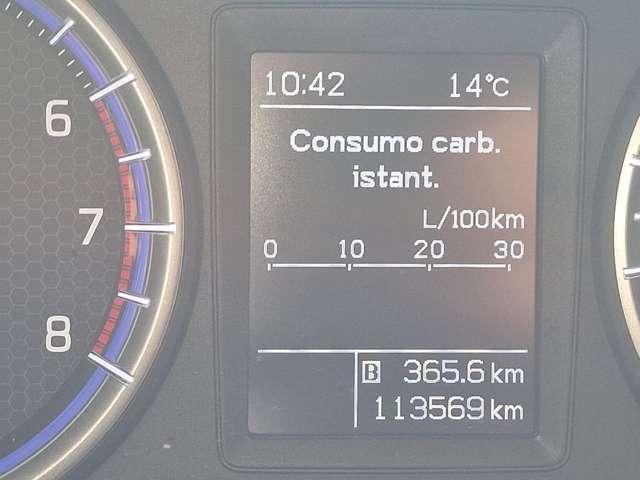 10:42 14°C
Consumo carb.
istant.
L/100km
0 10 20 30
B 365.6 km
113569 km
6
7
8